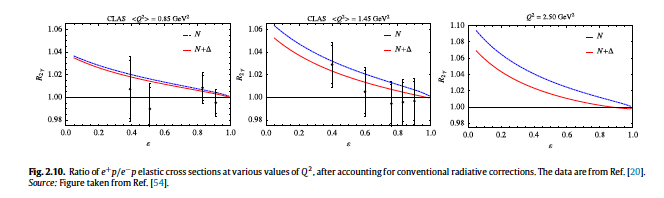 CLAS <Q²> = 0.85 GeV²
1.06
1.04
1.02
1.00
0.98
R2γ
N
N+Δ
0.0 0.2 0.4 0.6 0.8 1.0
ε
CLAS <Q²> = 1.45 GeV²
1.06
1.04
1.02
1.00
0.98
R2γ
N
N+Δ
0.0 0.2 0.4 0.6 0.8 1.0
ε
Q² = 2.50 GeV²
1.10
1.08
1.06
1.04
1.02
1.00
0.98
R2γ
N
N+Δ
0.0 0.2 0.4 0.6 0.8 1.0
ε
Fig. 2.10. Ratio of e⁺p/e⁻p elastic cross sections at various values of Q², after accounting for conventional radiative corrections. The data are from Ref. [20].
Source: Figure taken from Ref. [54].